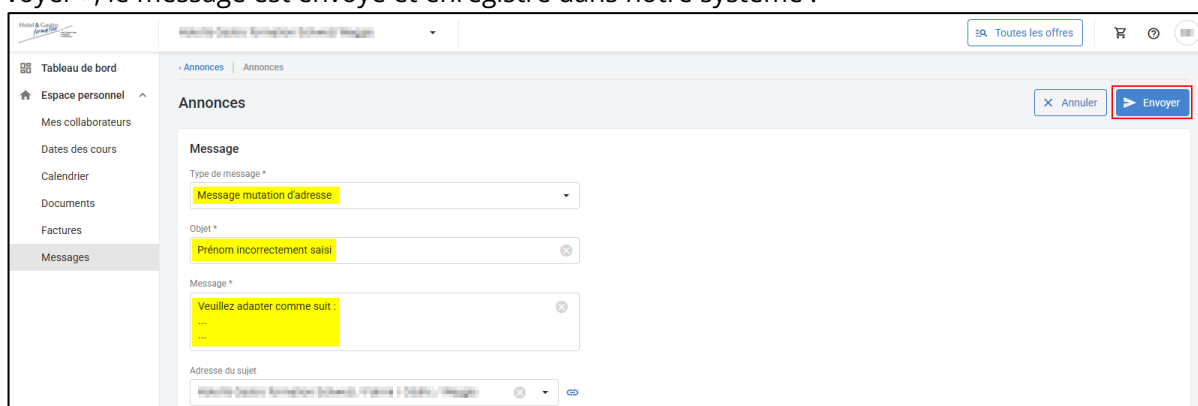 voyer », le message est envoyé et enregistré dans notre système :
Hotel & Gastro
formation
Toutes les offres
Tableau de bord
‹ Annonces | Annonces
Espace personnel
Annonces
Annuler
Envoyer
Mes collaborateurs
Dates des cours
Message
Type de message *
Calendrier
Message mutation d'adresse
Documents
Objet *
Factures
Prénom incorrectement saisi
Messages
Message *
Veuillez adapter comme suit :
...
...
Adresse du sujet